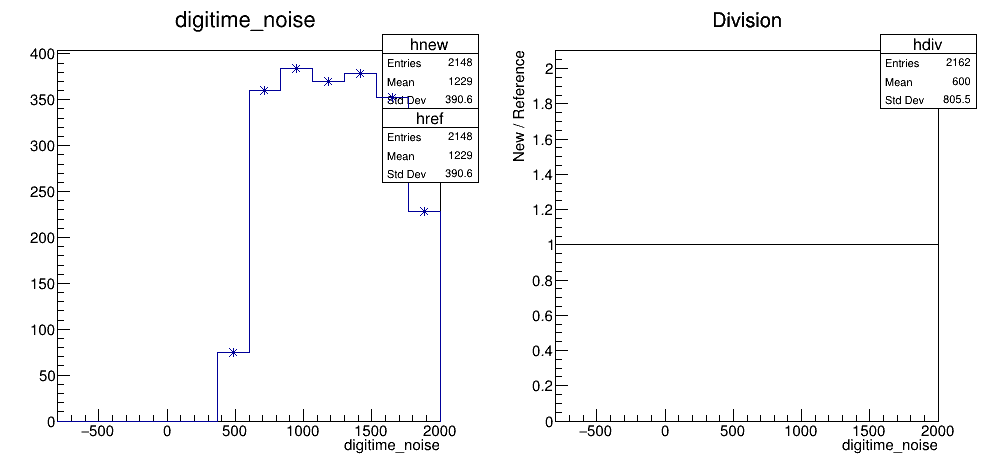 digitime_noise
hnew
Entries 2148
Mean 1229
Std Dev 390.6
href
Entries 2148
Mean 1229
Std Dev 390.6
400
350
300
250
200
150
100
50
0
−500 0 500 1000 1500 2000
digitime_noise
Division
hdiv
Entries 2162
Mean 600
Std Dev 805.5
New / Reference
2
1.8
1.6
1.4
1.2
1
0.8
0.6
0.4
0.2
0
−500 0 500 1000 1500 2000
digitime_noise